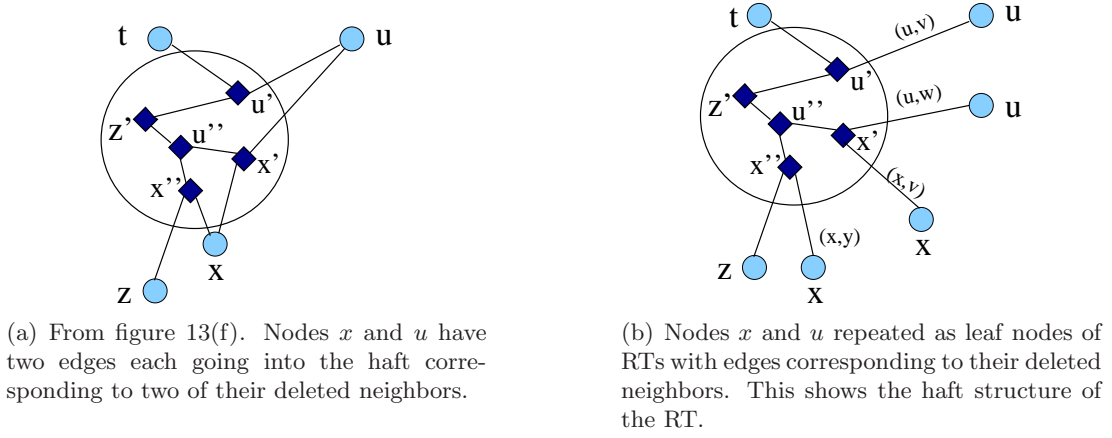 t
u
u'
z'
u''
x'
x''
x
z
(a) From figure 13(f). Nodes x and u have
two edges each going into the haft corre-
sponding to two of their deleted neighbors.
t
u
(u,v)
u'
z'
u''
(u,w)
u
x'
x''
(x,v)
x
(x,y)
z
x
(b) Nodes x and u repeated as leaf nodes of
RTs with edges corresponding to their deleted
neighbors. This shows the haft structure of
the RT.